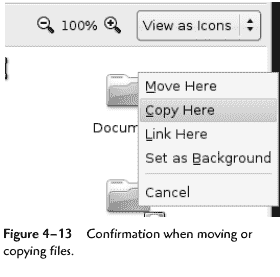 100% View as Icons
Move Here
Copy Here
Docum
Link Here
Set as Background
Cancel
Figure 4–13 Confirmation when moving or
copying files.